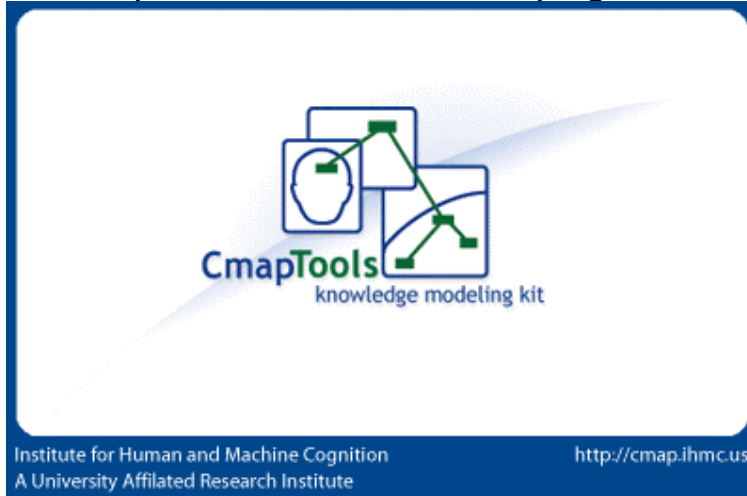 CmapTools
knowledge modeling kit
Institute for Human and Machine Cognition
http://cmap.ihmc.us
A University Affilated Research Institute